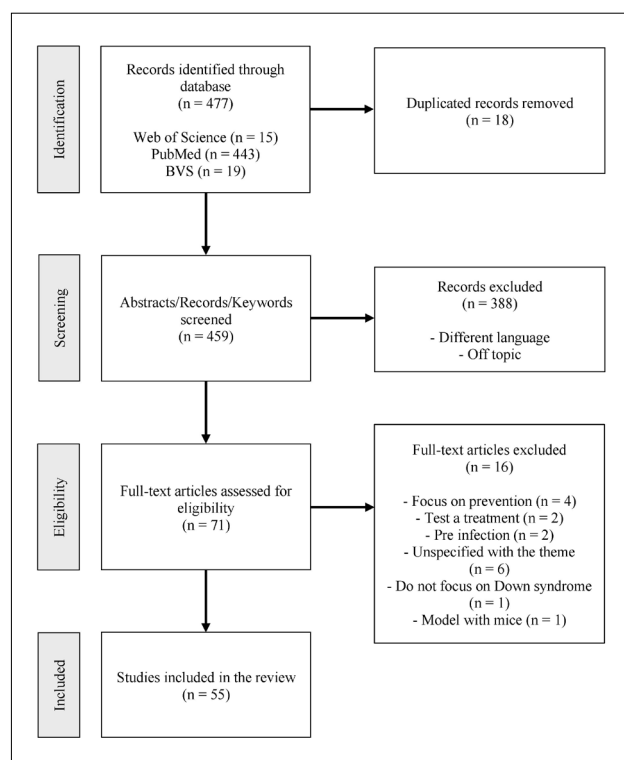 Identification
Records identified through
database
(n = 477)
Web of Science (n = 15)
PubMed (n = 443)
BVS (n = 19)
Duplicated records removed
(n = 18)
Screening
Abstracts/Records/Keywords
screened
(n = 459)
Records excluded
(n = 388)
- Different language
- Off topic
Eligibility
Full-text articles assessed for
eligibility
(n = 71)
Full-text articles excluded
(n = 16)
- Focus on prevention (n = 4)
- Test a treatment (n = 2)
- Pre infection (n = 2)
- Unspecified with the theme
(n = 6)
- Do not focus on Down syndrome
(n = 1)
- Model with mice (n = 1)
Included
Studies included in the review
(n = 55)